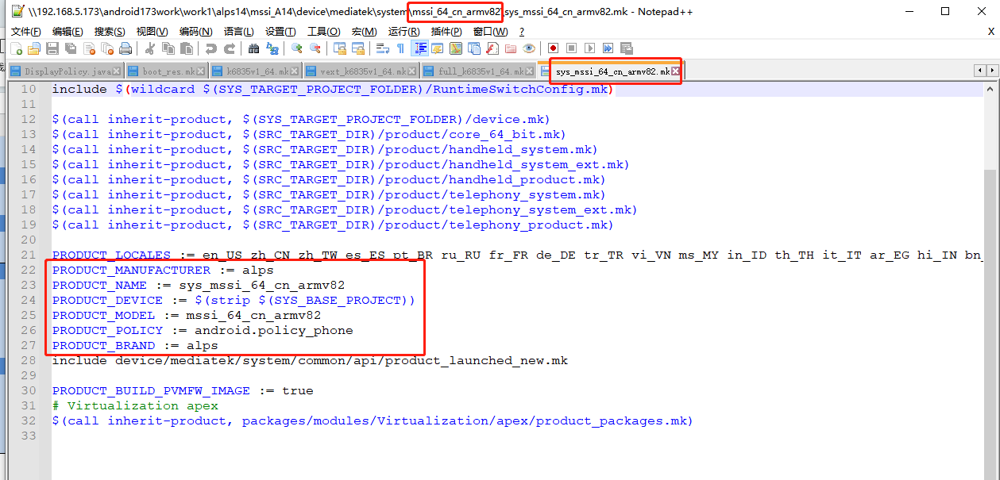 \\192.168.5.173\android173work\work1\alps14\mssi_A14\device\mediatek\system\mssi_64_cn_armv82\sys_mssi_64_cn_armv82.mk - Notepad++
文件(F) 编辑(E) 搜索(S) 视图(V) 编码(N) 语言(L) 设置(T) 工具(O) 宏(M) 运行(R) 插件(P) 窗口(W) ? X
DisplayPolicy.java boot_res.mk k6835v1_64.mk vext_k6835v1_64.mk full_k6835v1_64.mk sys_mssi_64_cn_armv82.mk
10 include $(wildcard $(SYS_TARGET_PROJECT_FOLDER)/RuntimeSwitchConfig.mk)
11
12 $(call inherit-product, $(SYS_TARGET_PROJECT_FOLDER)/device.mk)
13 $(call inherit-product, $(SRC_TARGET_DIR)/product/core_64_bit.mk)
14 $(call inherit-product, $(SRC_TARGET_DIR)/product/handheld_system.mk)
15 $(call inherit-product, $(SRC_TARGET_DIR)/product/handheld_system_ext.mk)
16 $(call inherit-product, $(SRC_TARGET_DIR)/product/handheld_product.mk)
17 $(call inherit-product, $(SRC_TARGET_DIR)/product/telephony_system.mk)
18 $(call inherit-product, $(SRC_TARGET_DIR)/product/telephony_system_ext.mk)
19 $(call inherit-product, $(SRC_TARGET_DIR)/product/telephony_product.mk)
20
21 PRODUCT_LOCALES := en_US zh_CN zh_TW es_ES pt_BR ru_RU fr_FR de_DE tr_TR vi_VN ms_MY in_ID th_TH it_IT ar_EG hi_IN bn_
22 PRODUCT_MANUFACTURER := alps
23 PRODUCT_NAME := sys_mssi_64_cn_armv82
24 PRODUCT_DEVICE := $(strip $(SYS_BASE_PROJECT))
25 PRODUCT_MODEL := mssi_64_cn_armv82
26 PRODUCT_POLICY := android.policy_phone
27 PRODUCT_BRAND := alps
28 include device/mediatek/system/common/api/product_launched_new.mk
29
30 PRODUCT_BUILD_PVMFW_IMAGE := true
31 # Virtualization apex
32 $(call inherit-product, packages/modules/Virtualization/apex/product_packages.mk)
33